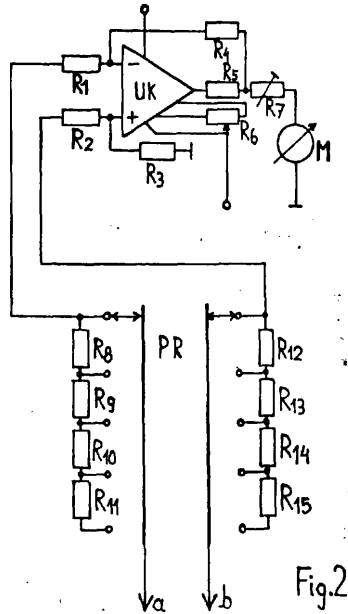 R4
R1
−
UK
R5
R7
R2
+
R6
R3
M
R8
PR
R12
R9
R13
R10
R14
R11
R15
a
b
Fig.2